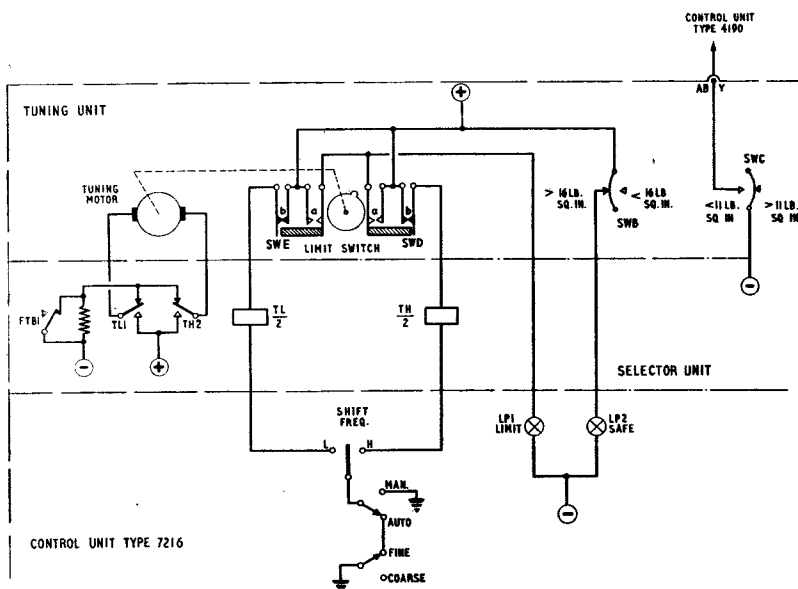 CONTROL UNIT
TYPE 4190
AB Y
TUNING UNIT
+
TUNING
MOTOR
SWC
b a a b
> 16 LB.
SQ. IN.
< 16 LB.
SQ. IN.
< 11 LB.
SQ IN
> 11 LB.
SQ IN
SWB
SWE LIMIT SWITCH SWD
FTB1
TL1
TH2
TL
2
TH
2
−
−
+
SELECTOR UNIT
SHIFT
FREQ.
L H
LP1
LIMIT
LP2
SAFE
MAN.
AUTO
−
CONTROL UNIT TYPE 7216
FINE
COARSE